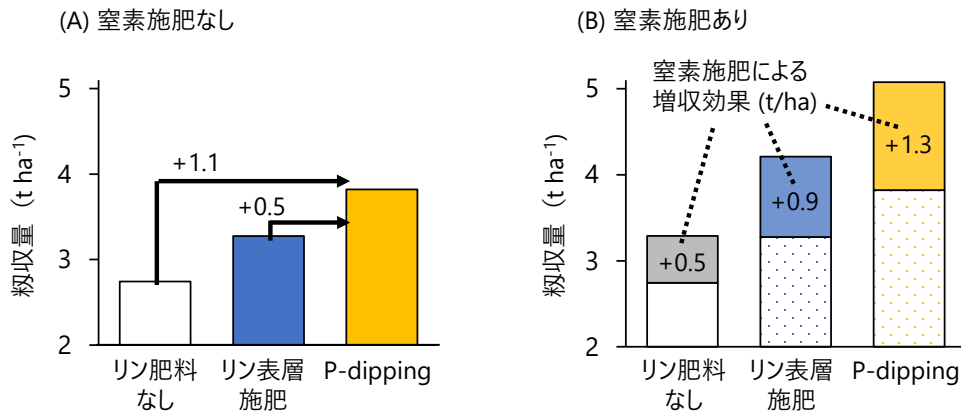 (A) 窒素施肥なし
5
4
3
2
籾収量（t ha-1）
+1.1
+0.5
リン肥料
なし
リン表層
施肥
P-dipping
(B) 窒素施肥あり
窒素施肥による
増収効果 (t/ha)
5
4
3
2
籾収量（t ha-1）
+0.5
+0.9
+1.3
リン肥料
なし
リン表層
施肥
P-dipping